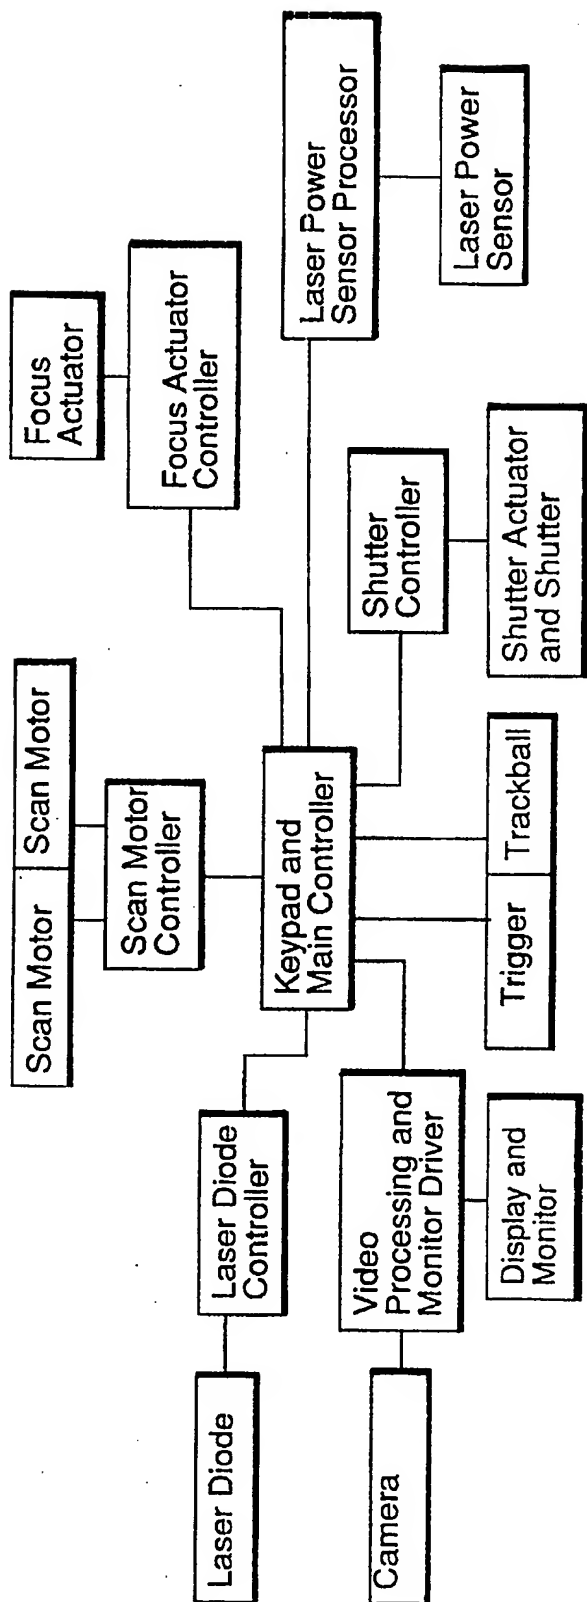 Scan Motor
Scan Motor
Focus
Actuator
Scan Motor
Controller
Focus Actuator
Controller
Laser Diode
Laser Diode
Controller
Keypad and
Main Controller
Laser Power
Sensor Processor
Camera
Video
Processing and
Monitor Driver
Shutter
Controller
Laser Power
Sensor
Display and
Monitor
Trigger
Trackball
Shutter Actuator
and Shutter